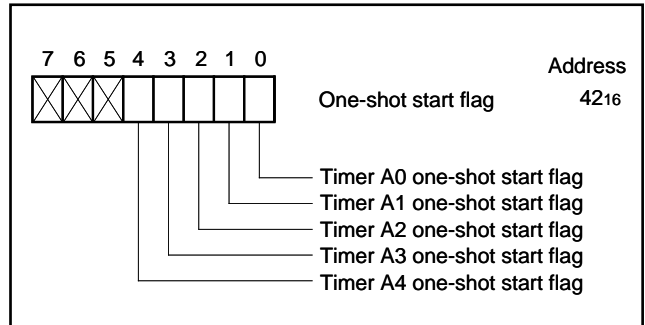 7 6 5 4 3 2 1 0
Address
One-shot start flag 4216
Timer A0 one-shot start flag
Timer A1 one-shot start flag
Timer A2 one-shot start flag
Timer A3 one-shot start flag
Timer A4 one-shot start flag